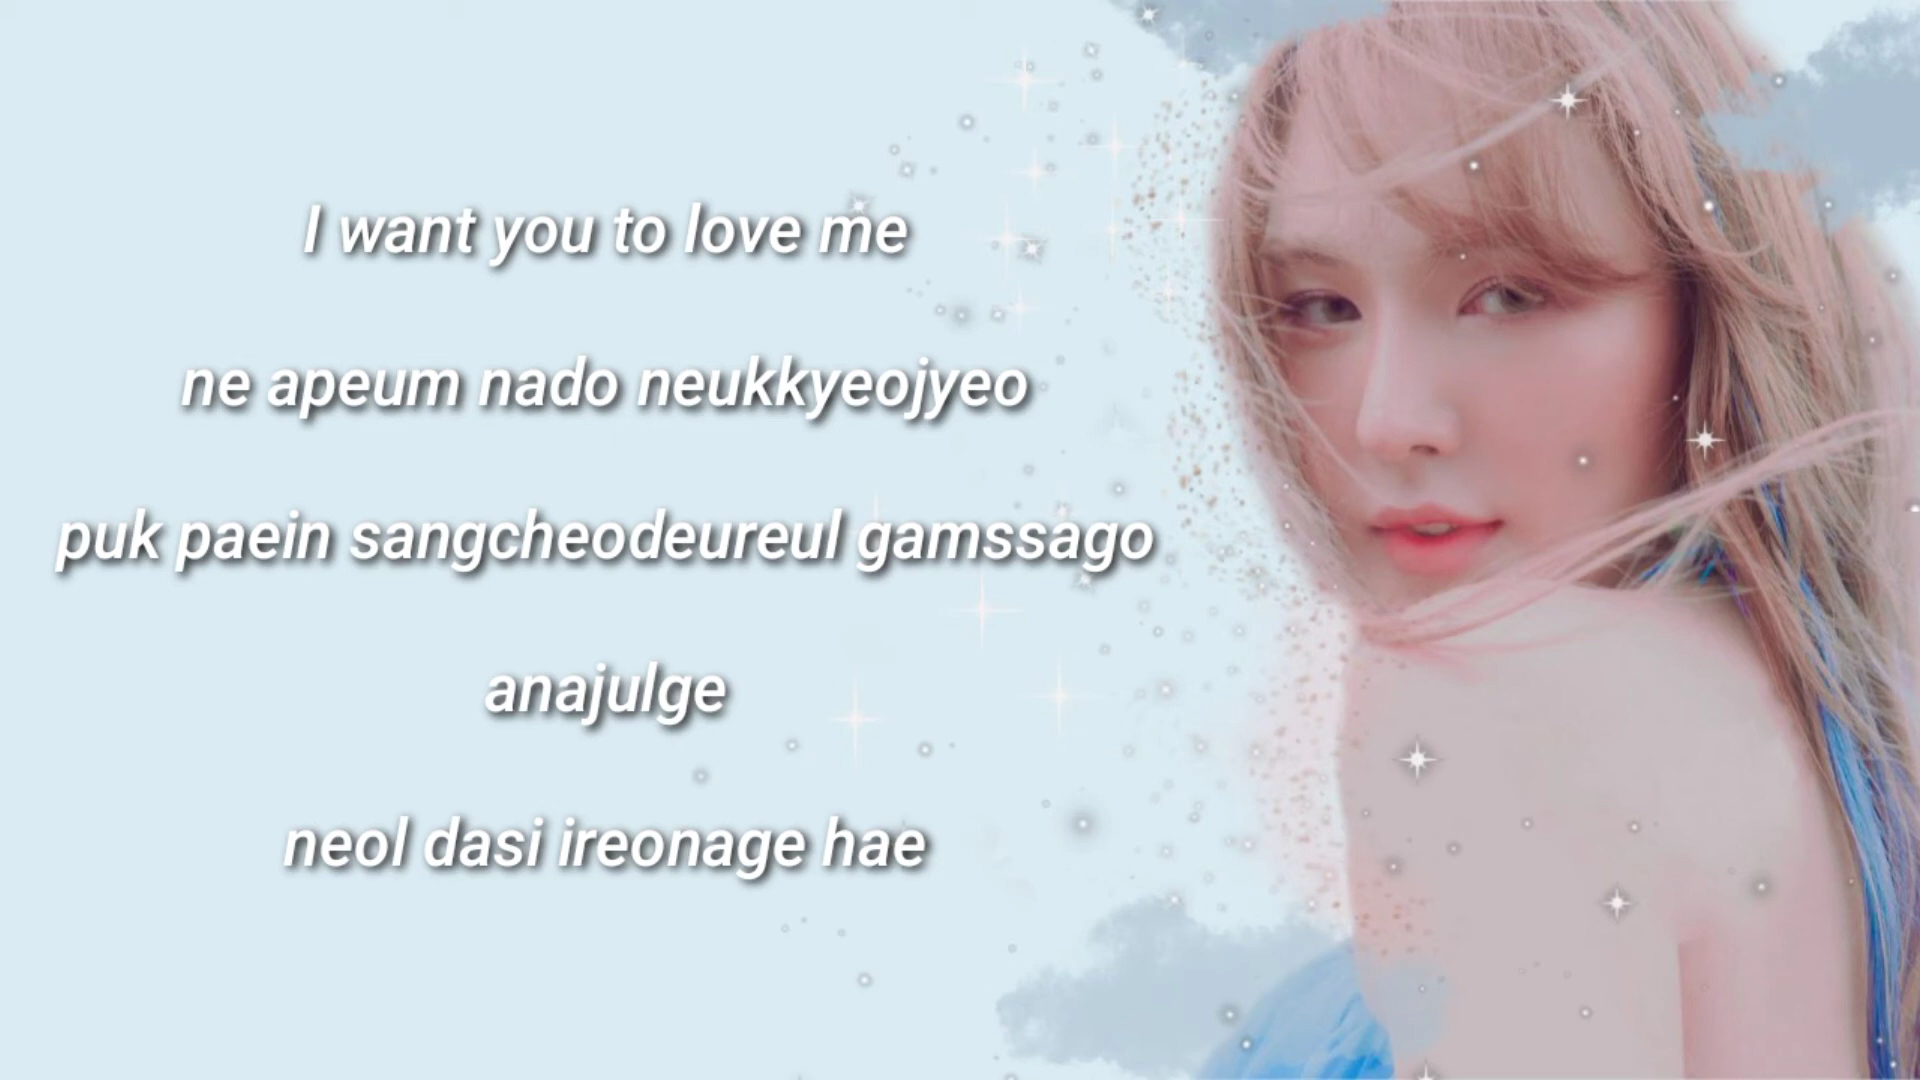 I want you to love me
ne apeum nado neukkyeojyeo
puk paein sangcheodeureul gamssago
anajulge
neol dasi ireonage hae